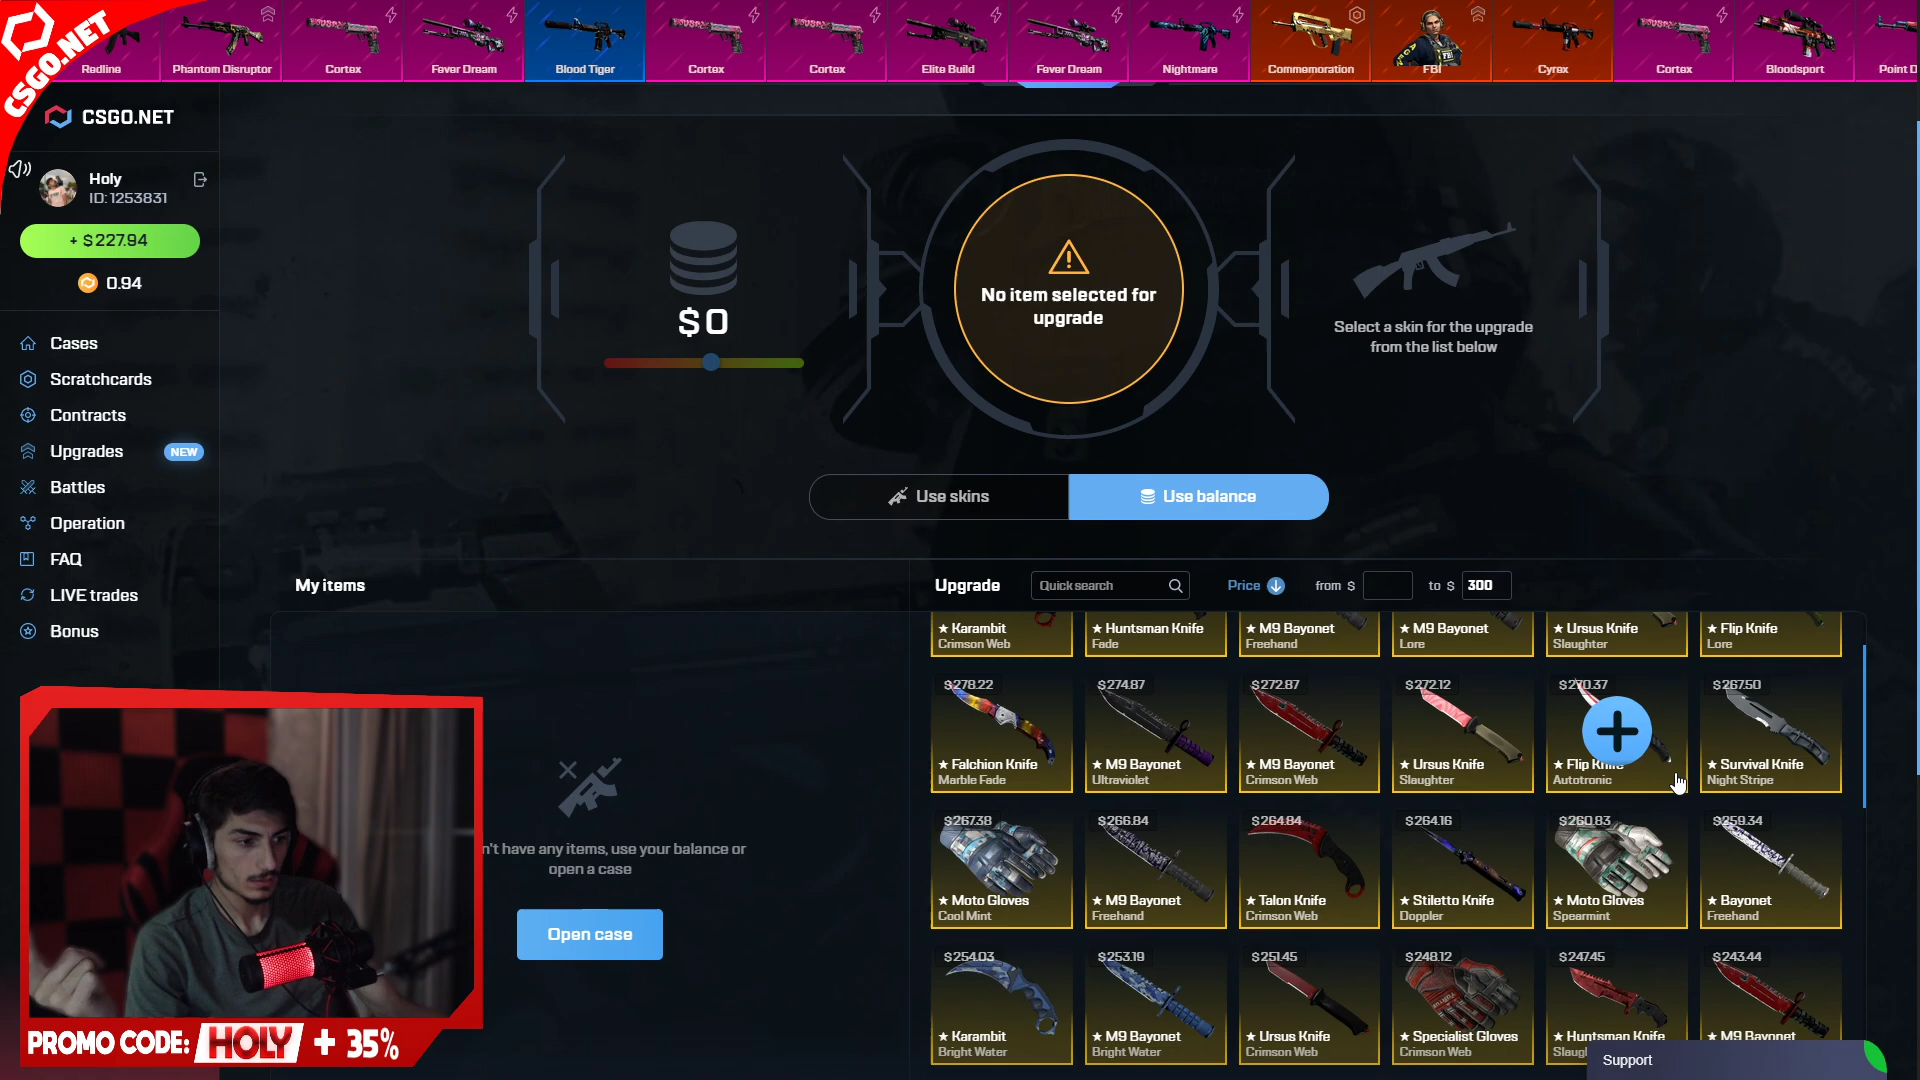 CSGO.NET
Redline
Phantom Disruptor
Cortex
Fever Dream
Blood Tiger
Cortex
Cortex
Elite Build
Fever Dream
Nightmare
Commemoration
FBI
Cyrex
Cortex
Bloodsport
Point D
CSGO.NET
Holy
ID: 1253831
+ $ 227.94
0.94
Cases
Scratchcards
Contracts
Upgrades
NEW
Battles
Operation
FAQ
LIVE trades
Bonus
$ 0
No item selected for
upgrade
Select a skin for the upgrade
from the list below
Use skins
Use balance
My items
Upgrade
Quick search
Price
from $
to $ 300
★ Karambit
Crimson Web
★ Huntsman Knife
Fade
★ M9 Bayonet
Freehand
★ M9 Bayonet
Lore
★ Ursus Knife
Slaughter
★ Flip Knife
Lore
$278.22
★ Falchion Knife
Marble Fade
$274.87
★ M9 Bayonet
Ultraviolet
$272.87
★ M9 Bayonet
Crimson Web
$272.12
★ Ursus Knife
Slaughter
$270.37
★ Flip Knife
Autotronic
$267.50
★ Survival Knife
Night Stripe
$267.38
★ Moto Gloves
Cool Mint
$266.84
★ M9 Bayonet
Freehand
$264.84
★ Talon Knife
Crimson Web
$264.16
★ Stiletto Knife
Doppler
$260.83
★ Moto Gloves
Spearmint
$259.34
★ Bayonet
Freehand
$254.03
★ Karambit
Bright Water
$253.19
★ M9 Bayonet
Bright Water
$251.45
★ Ursus Knife
Crimson Web
$248.12
★ Specialist Gloves
Crimson Web
$247.45
★ Huntsman Knife
Slaug
$243.44
★ M9 Bayonet
n't have any items, use your balance or
open a case
Open case
PROMO CODE: HOLY + 35%
Support